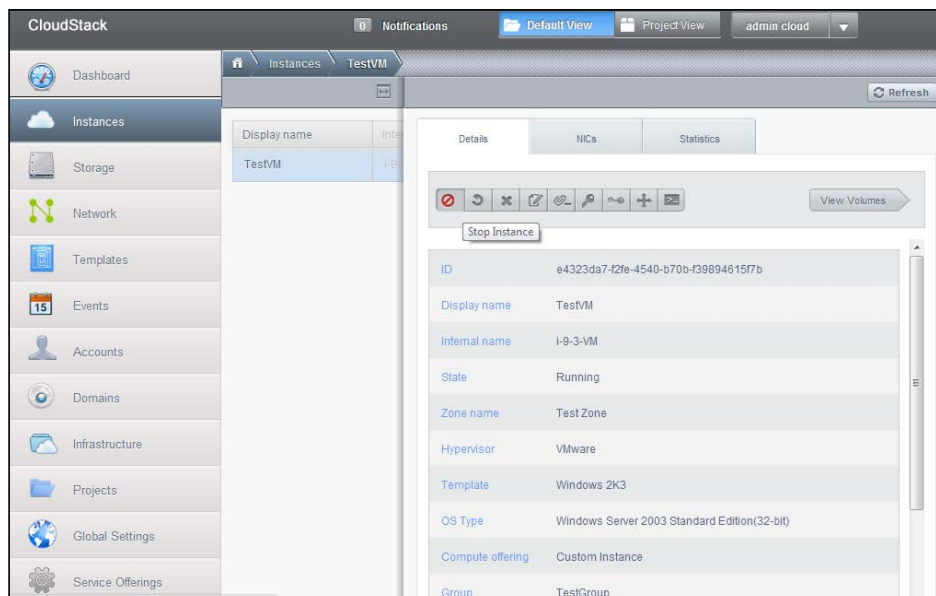 CloudStack
0 Notifications
Default View
Project View
admin cloud
Dashboard
Instances
Storage
Network
Templates
15 Events
Accounts
Domains
Infrastructure
Projects
Global Settings
Service Offerings
Instances TestVM
Refresh
Display name
TestVM
Details NICs Statistics
View Volumes
Stop Instance
ID e4323da7-f2fe-4540-b70b-f39894615f7b
Display name TestVM
Internal name i-9-3-VM
State Running
Zone name Test Zone
Hypervisor VMware
Template Windows 2K3
OS Type Windows Server 2003 Standard Edition(32-bit)
Compute offering Custom Instance
Group TestGroup